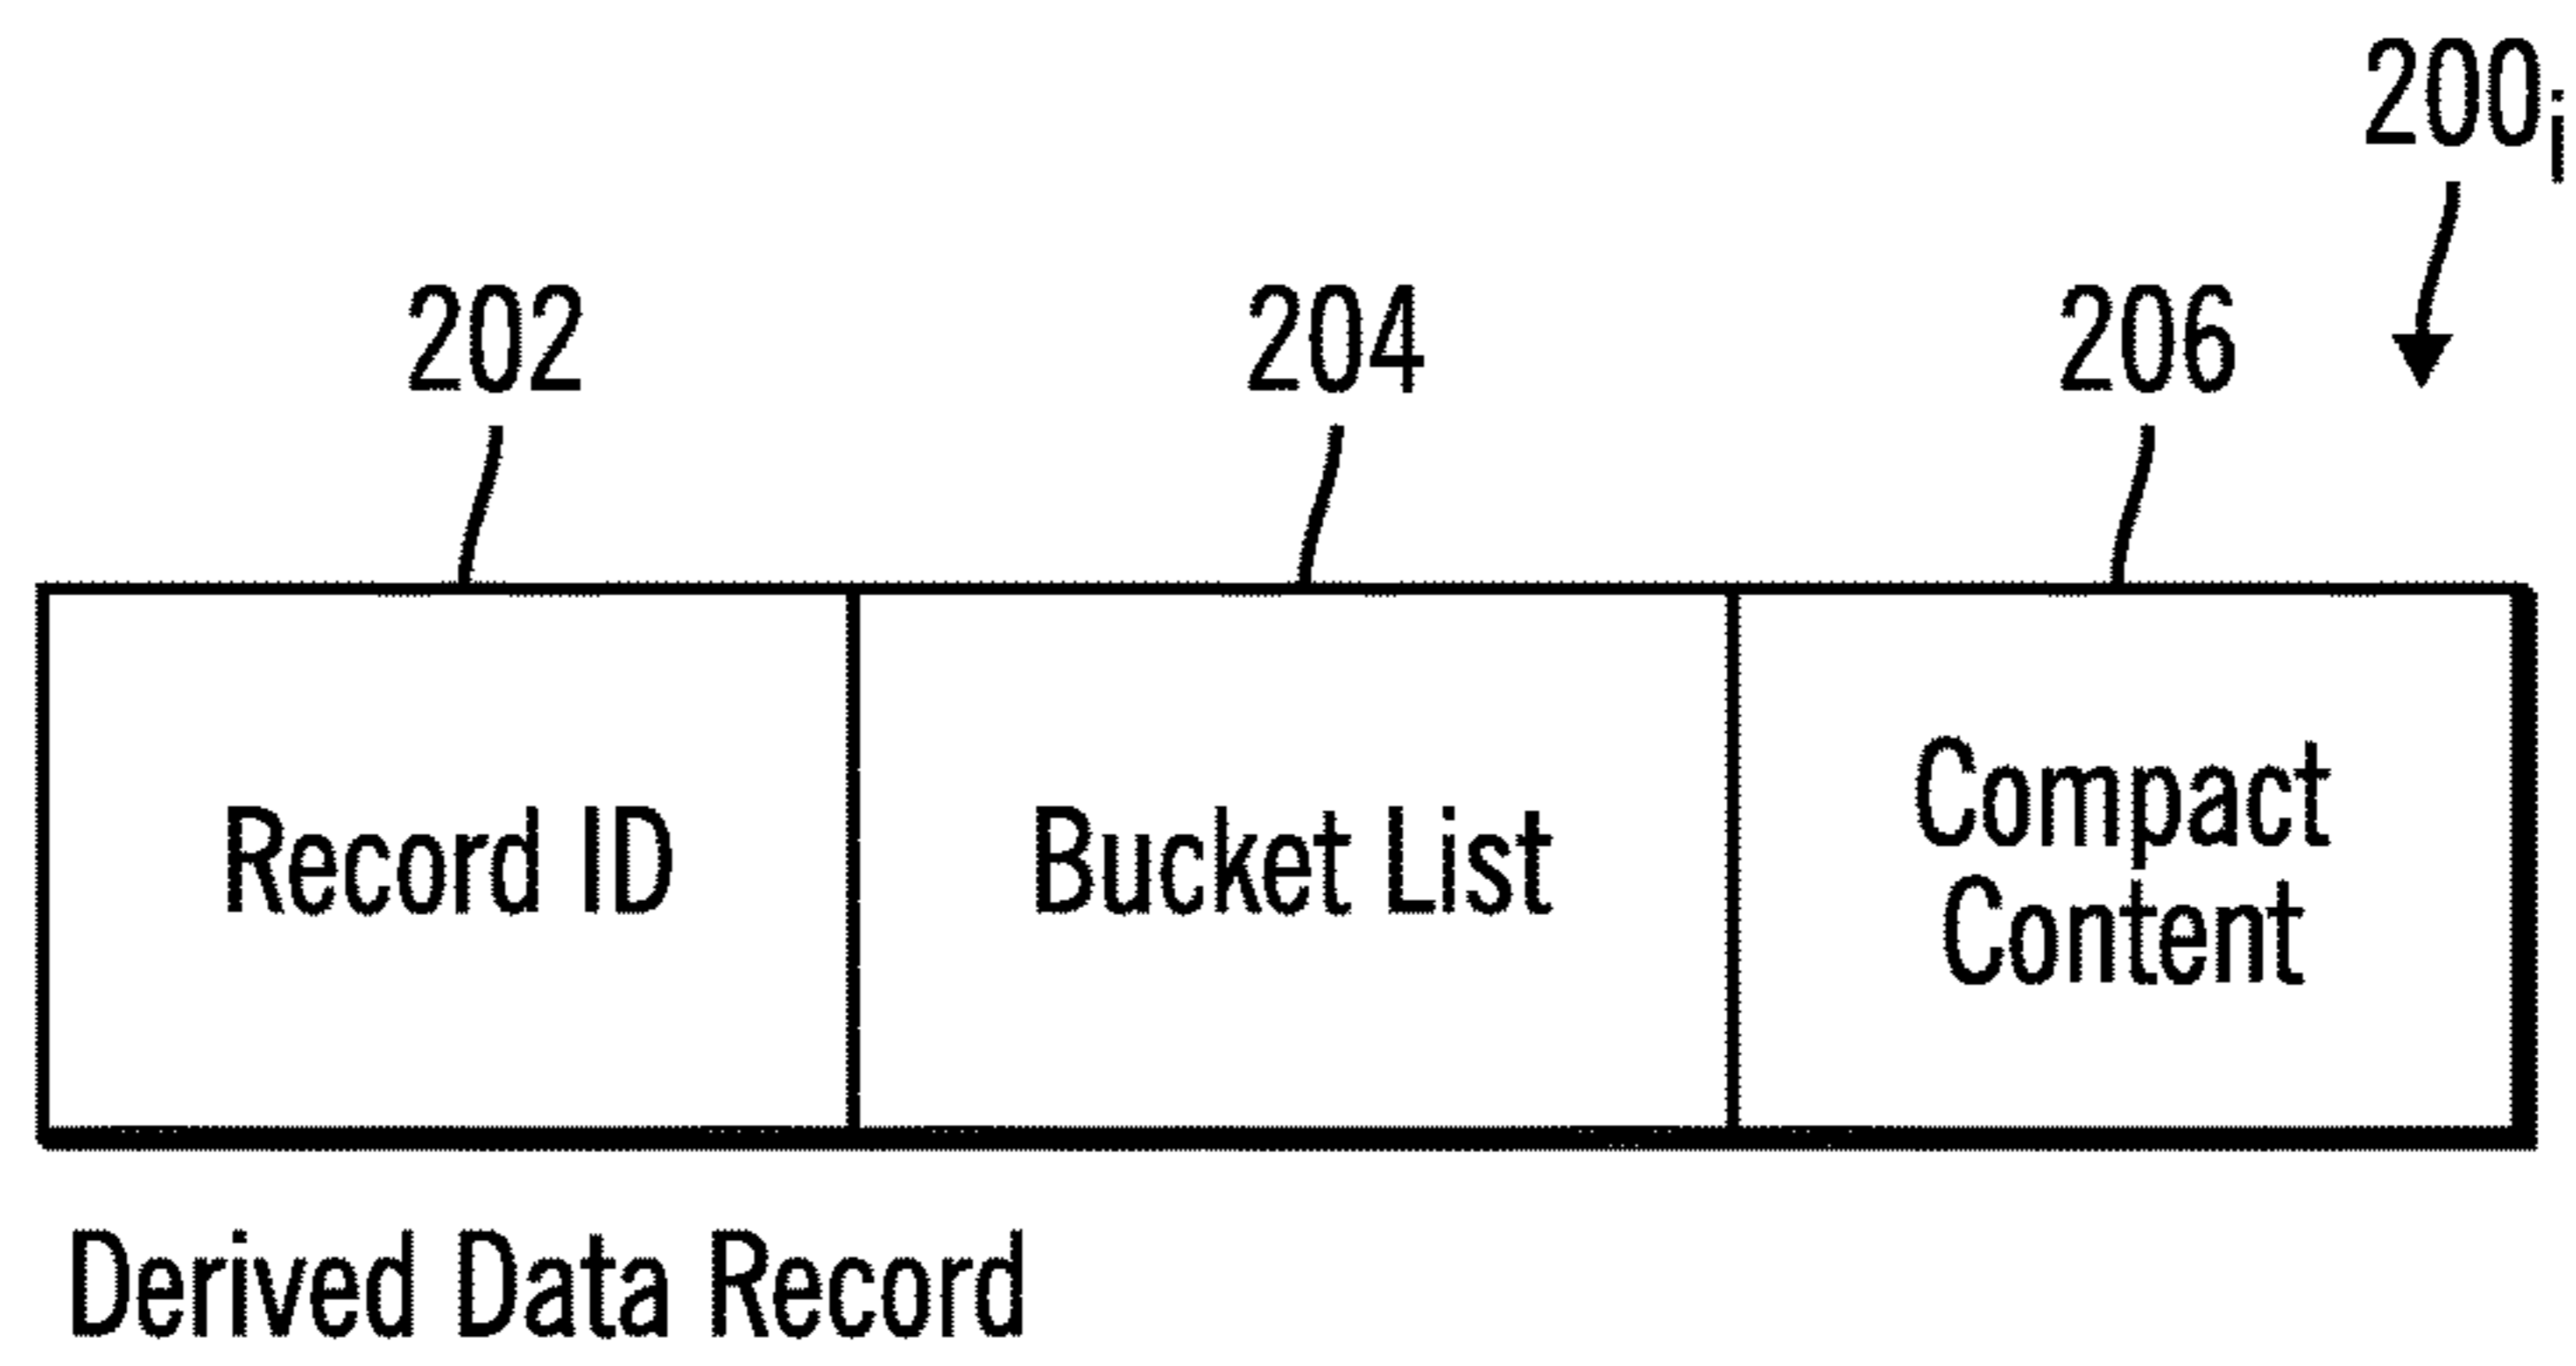 200i
202 204 206
Record ID Bucket List Compact
Content
Derived Data Record